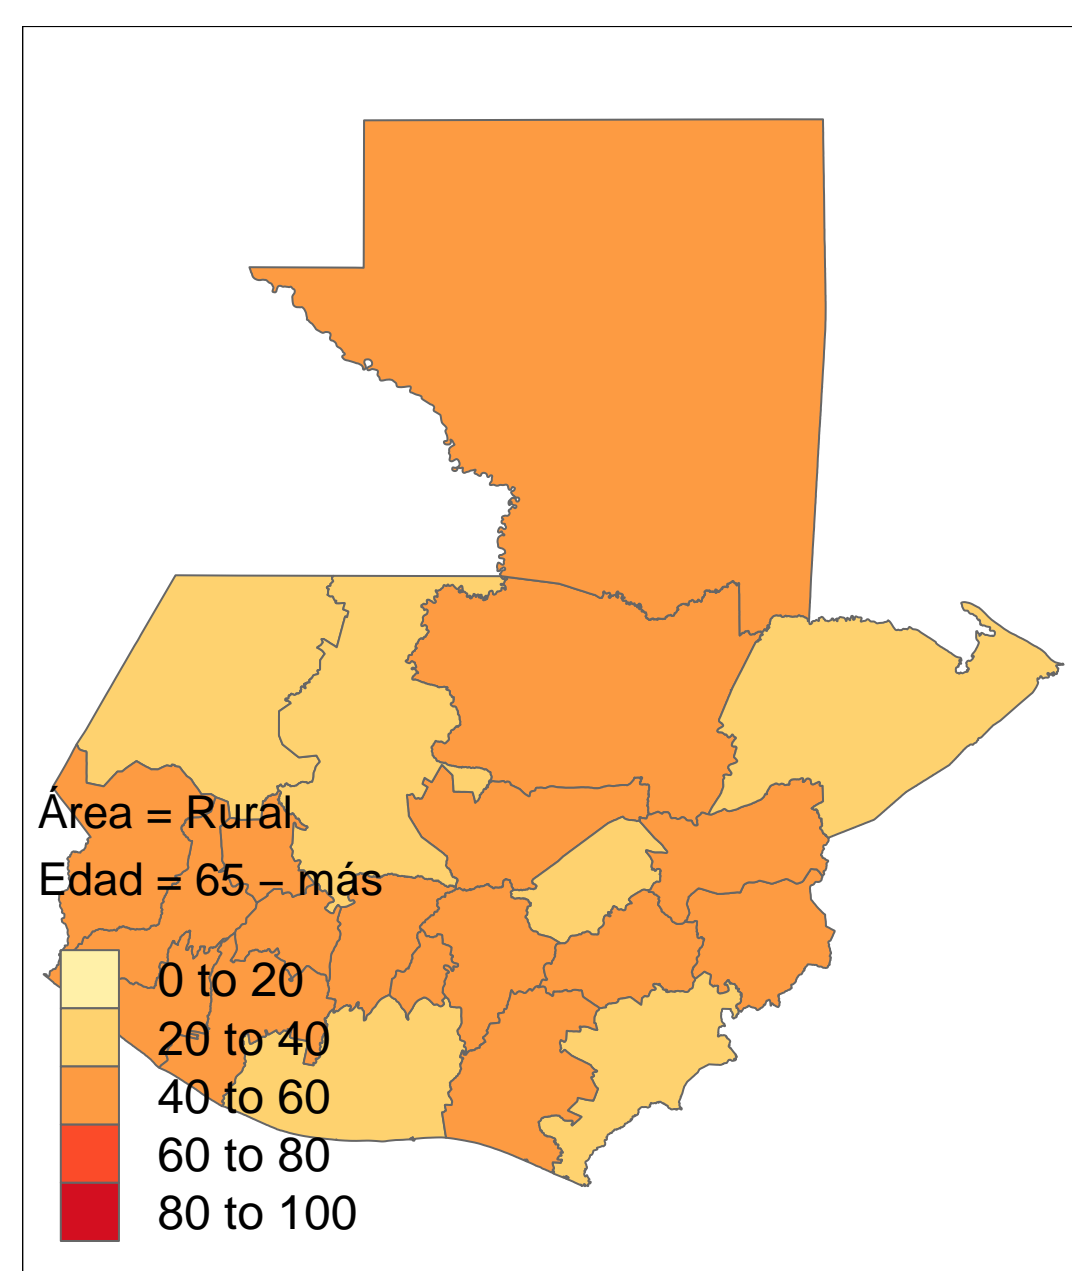 Área = Rural
Edad = 65 – más
0 to 20
20 to 40
40 to 60
60 to 80
80 to 100